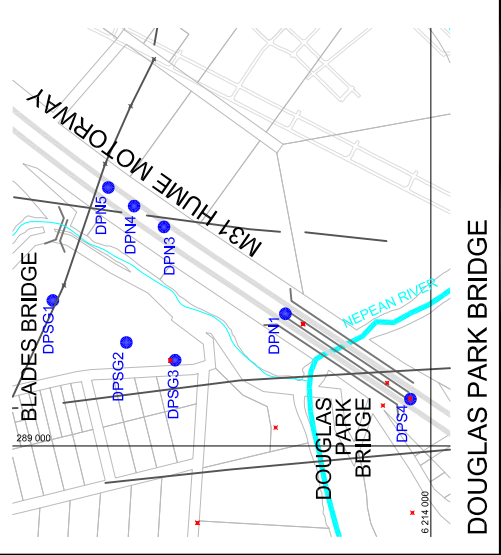 M31 HUME MOTORWAY
BLADES BRIDGE
DPN5
DPN4
DPN3
DPSG1
DPSG2
DPSG3
DPN1
NEPEAN RIVER
DPS4
DOUGLAS
PARK
BRIDGE
289 000
6 214 000
DOUGLAS PARK BRIDGE